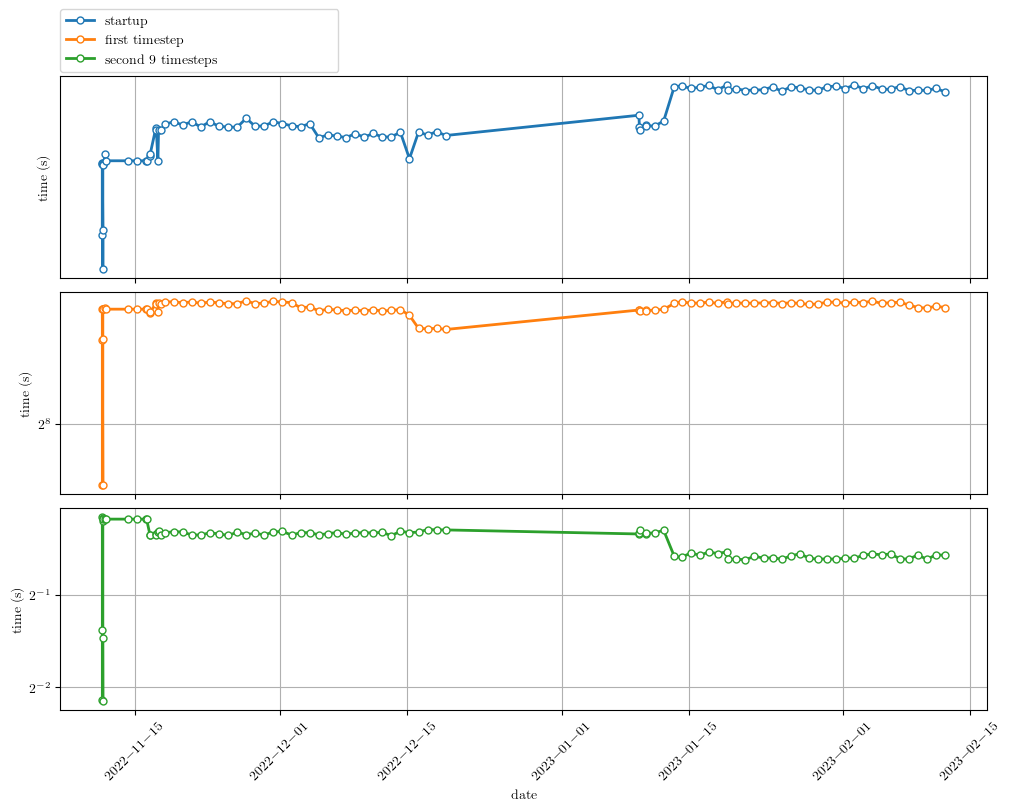 startup
first timestep
second 9 timesteps
time (s)
time (s)
2^8
time (s)
2^−1
2^−2
2022−11−15
2022−12−01
2022−12−15
2023−01−01
2023−01−15
2023−02−01
2023−02−15
date